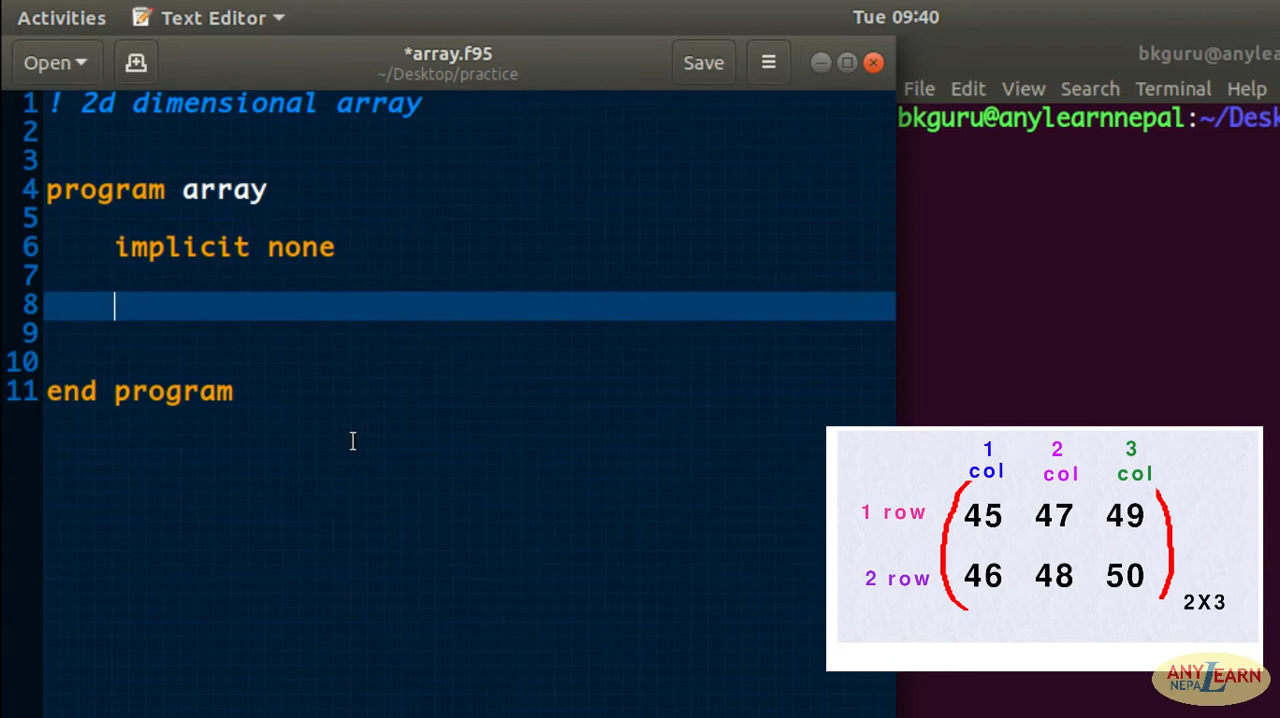 Activities Text Editor Tue 09:40
Open *array.f95 Save
~/Desktop/practice
bkguru@anylea
File Edit View Search Terminal Help
bkguru@anylearnnepal:~/Desk
1 ! 2d dimensional array
2
3
4 program array
5
6 implicit none
7
8
9
10
11 end program
1 2 3
col col col
1 row 45 47 49
2 row 46 48 50
2X3
ANY LEARN
NEPAL